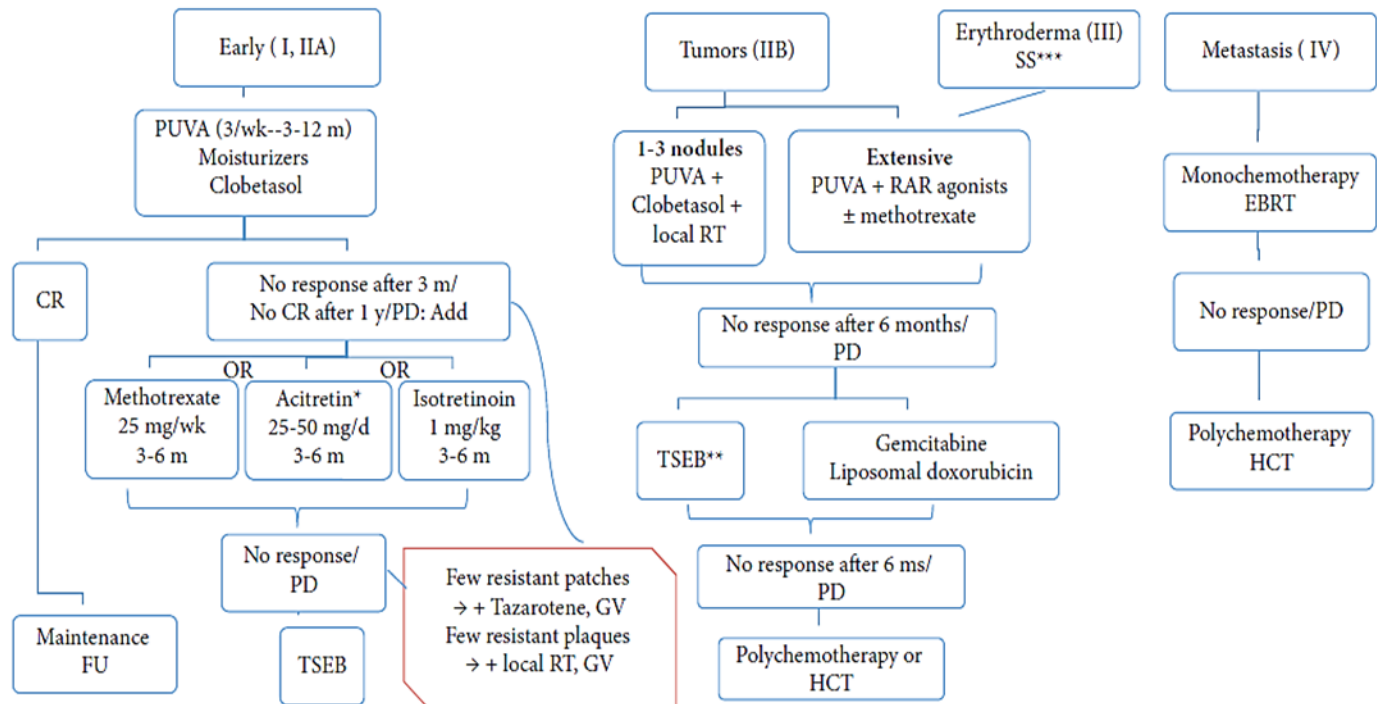 Early ( I, IIA)
PUVA (3/wk--3-12 m)
Moisturizers
Clobetasol
CR
No response after 3 m/
No CR after 1 y/PD: Add
OR
OR
Methotrexate
25 mg/wk
3-6 m
Acitretin*
25-50 mg/d
3-6 m
Isotretinoin
1 mg/kg
3-6 m
No response/
PD
Maintenance
FU
TSEB
Few resistant patches
→ + Tazarotene, GV
Few resistant plaques
→ + local RT, GV
Tumors (IIB)
Erythroderma (III)
SS***
1-3 nodules
PUVA +
Clobetasol +
local RT
Extensive
PUVA + RAR agonists
± methotrexate
No response after 6 months/
PD
TSEB**
Gemcitabine
Liposomal doxorubicin
No response after 6 ms/
PD
Polychemotherapy or
HCT
Metastasis ( IV)
Monochemotherapy
EBRT
No response/PD
Polychemotherapy
HCT